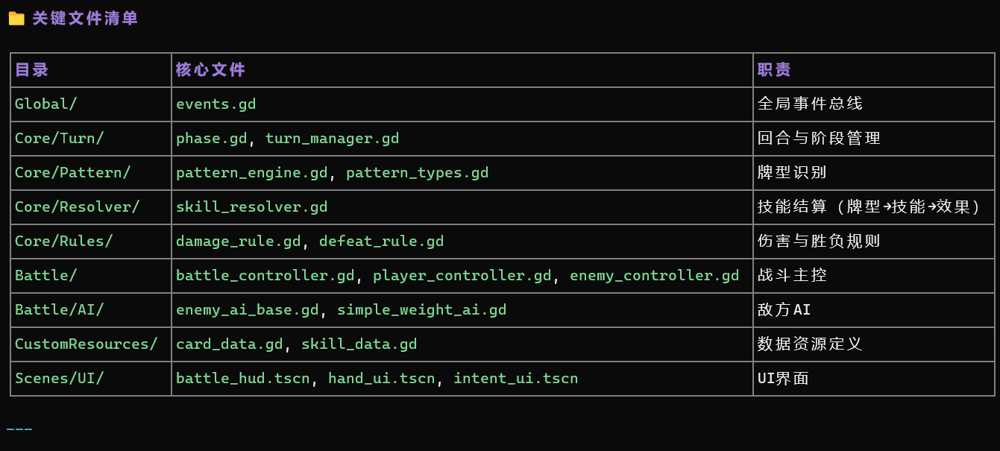 📁 关键文件清单
目录 核心文件 职责
Global/ events.gd 全局事件总线
Core/Turn/ phase.gd, turn_manager.gd 回合与阶段管理
Core/Pattern/ pattern_engine.gd, pattern_types.gd 牌型识别
Core/Resolver/ skill_resolver.gd 技能结算（牌型→技能→效果）
Core/Rules/ damage_rule.gd, defeat_rule.gd 伤害与胜负规则
Battle/ battle_controller.gd, player_controller.gd, enemy_controller.gd 战斗主控
Battle/AI/ enemy_ai_base.gd, simple_weight_ai.gd 敌方AI
CustomResources/ card_data.gd, skill_data.gd 数据资源定义
Scenes/UI/ battle_hud.tscn, hand_ui.tscn, intent_ui.tscn UI界面
---